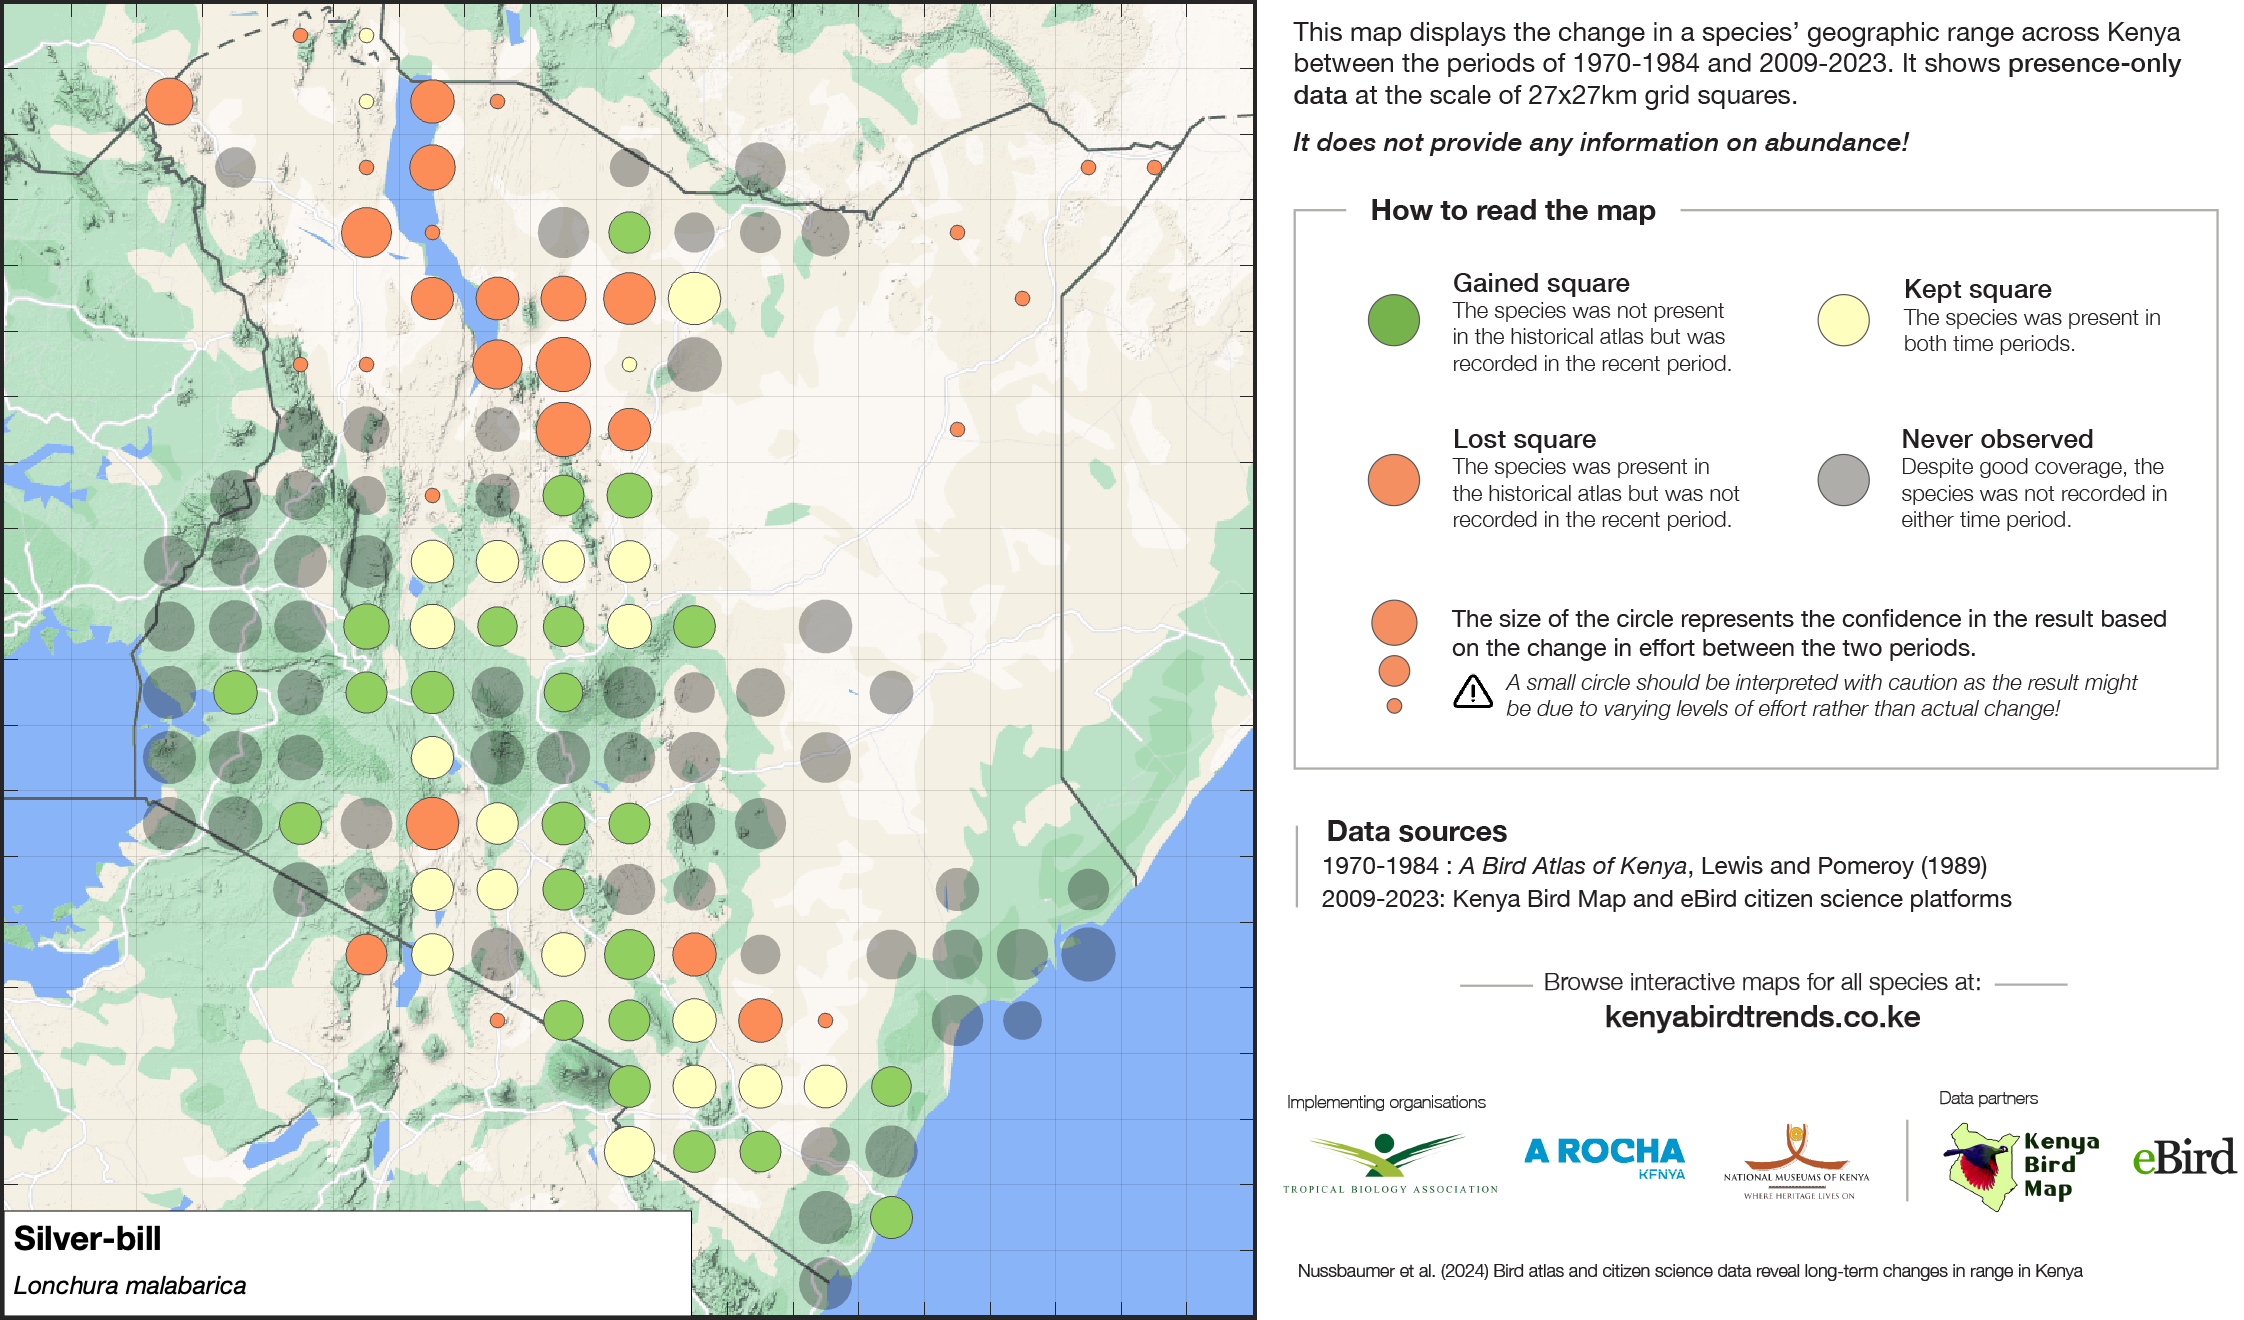 This map displays the change in a species’ geographic range across Kenya
between the periods of 1970-1984 and 2009-2023. It shows presence-only
data at the scale of 27x27km grid squares.
It does not provide any information on abundance!
How to read the map
Gained square
The species was not present
in the historical atlas but was
recorded in the recent period.
Kept square
The species was present in
both time periods.
Lost square
The species was present in
the historical atlas but was not
recorded in the recent period.
Never observed
Despite good coverage, the
species was not recorded in
either time period.
The size of the circle represents the confidence in the result based
on the change in effort between the two periods.
A small circle should be interpreted with caution as the result might
be due to varying levels of effort rather than actual change!
Data sources
1970-1984 : A Bird Atlas of Kenya, Lewis and Pomeroy (1989)
2009-2023: Kenya Bird Map and eBird citizen science platforms
Browse interactive maps for all species at:
kenyabirdtrends.co.ke
Implementing organisations
Data partners
TROPICAL BIOLOGY ASSOCIATION
A ROCHA
KENYA
NATIONAL MUSEUMS OF KENYA
WHERE HERITAGE LIVES ON
Kenya
Bird
Map
eBird
Silver-bill
Lonchura malabarica
Nussbaumer et al. (2024) Bird atlas and citizen science data reveal long-term changes in range in Kenya